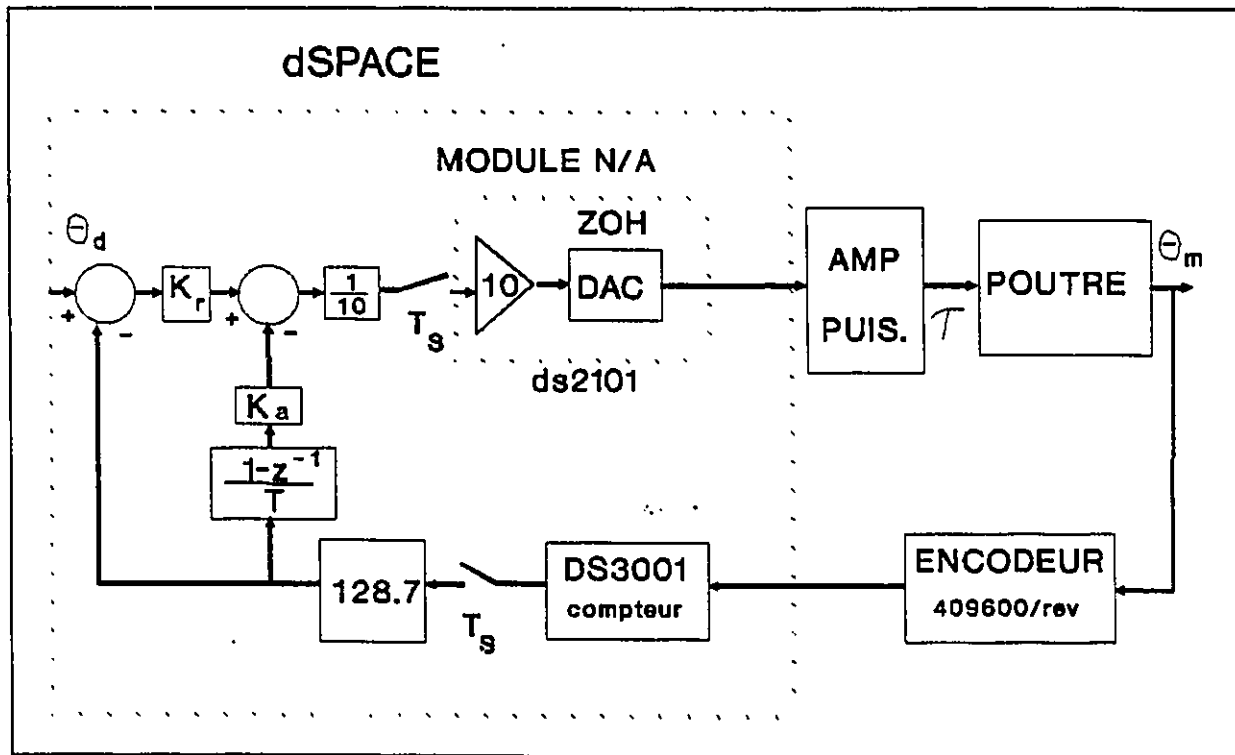 dSPACE
MODULE N/A
ZOH
Θd
+
-
Kr
+
-
1/10
Ts
10
DAC
ds2101
AMP
PUIS.
T
POUTRE
Θm
Ka
1-z⁻¹
T
128.7
Ts
DS3001
compteur
ENCODEUR
409600/rev